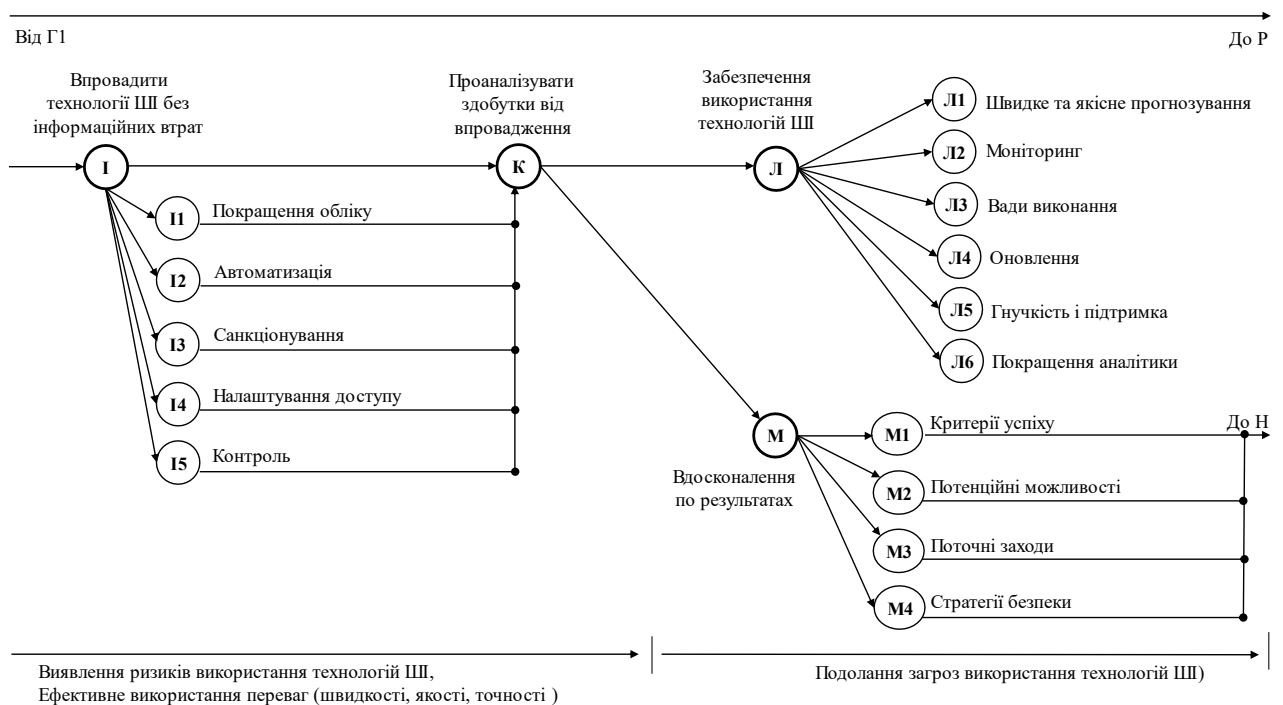 Від Г1
До Р
Впровадити
технології ШІ без
інформаційних втрат
Проаналізувати
здобутки від
впровадження
Забезпечення
використання
технологій ШІ
І
К
Л
І1
Покращення обліку
І2
Автоматизація
І3
Санкціонування
І4
Налаштування доступу
І5
Контроль
Л1
Швидке та якісне прогнозування
Л2
Моніторинг
Л3
Вади виконання
Л4
Оновлення
Л5
Гнучкість і підтримка
Л6
Покращення аналітики
М
Вдосконалення
по результатах
М1
Критерії успіху
До Н
М2
Потенційні можливості
М3
Поточні заходи
М4
Стратегії безпеки
Виявлення ризиків використання технологій ШІ,
Ефективне використання переваг (швидкості, якості, точності )
Подолання загроз використання технологій ШІ)